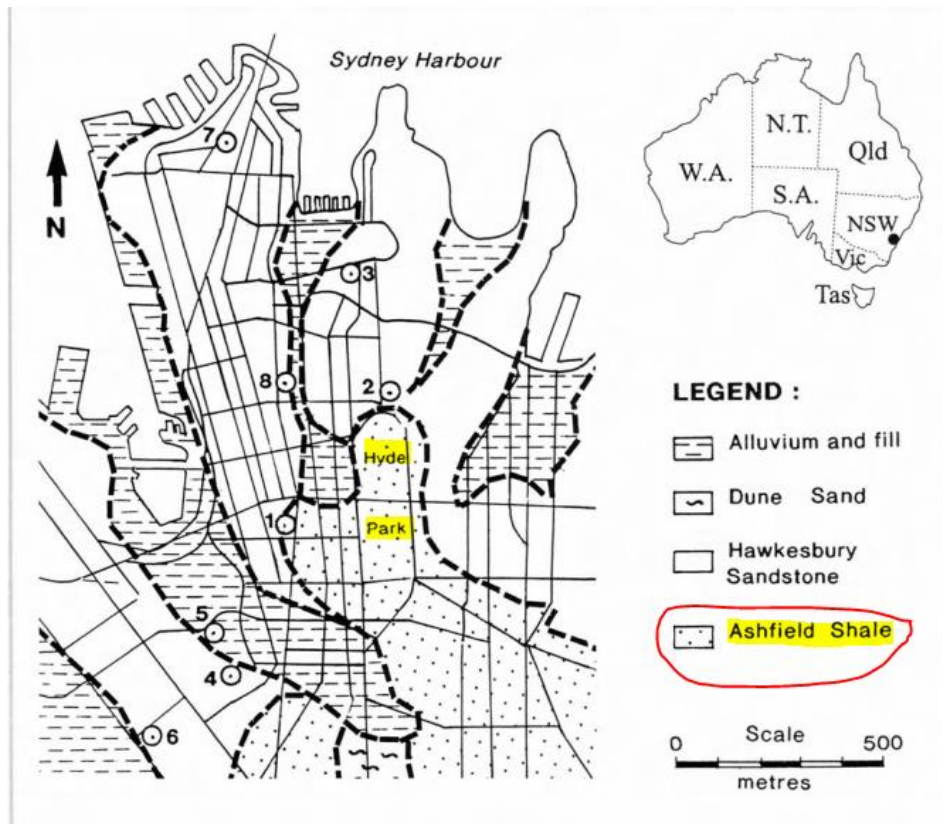 Sydney Harbour
7
N
3
8
2
Hyde
1
Park
5
4
6
W.A.
N.T.
Qld
S.A.
NSW
Vic
Tas
LEGEND :
Alluvium and fill
Dune Sand
Hawkesbury
Sandstone
Ashfield Shale
Scale
0 500
metres